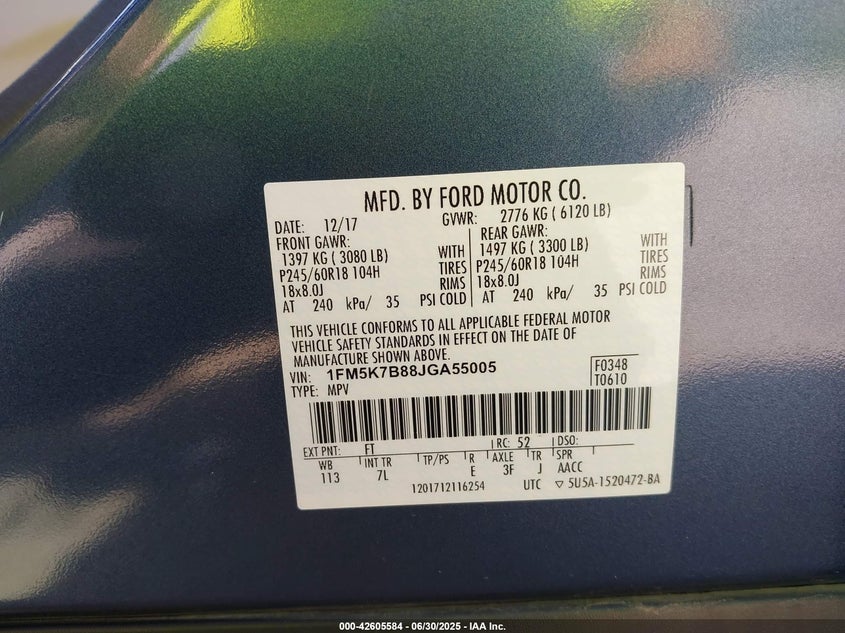 MFD. BY FORD MOTOR CO.
DATE: 12/17 GVWR: 2776 KG ( 6120 LB)
FRONT GAWR: REAR GAWR:
1397 KG ( 3080 LB) WITH 1497 KG ( 3300 LB) WITH
P245/60R18 104H TIRES P245/60R18 104H TIRES
18x8.0J RIMS 18x8.0J RIMS
AT 240 kPa/ 35 PSI COLD AT 240 kPa/ 35 PSI COLD
THIS VEHICLE CONFORMS TO ALL APPLICABLE FEDERAL MOTOR
VEHICLE SAFETY STANDARDS IN EFFECT ON THE DATE OF
MANUFACTURE SHOWN ABOVE.
VIN: 1FM5K7B88JGA55005 F0348
TYPE: MPV T0610
EXT PNT: FT RC: 52 DSO:
WB INT TR TP/PS R AXLE TR SPR
113 7L E 3F J AACC
1201712116254 UTC ▽ 5U5A-1520472-BA
000-42605584 - 06/30/2025 - IAA Inc.